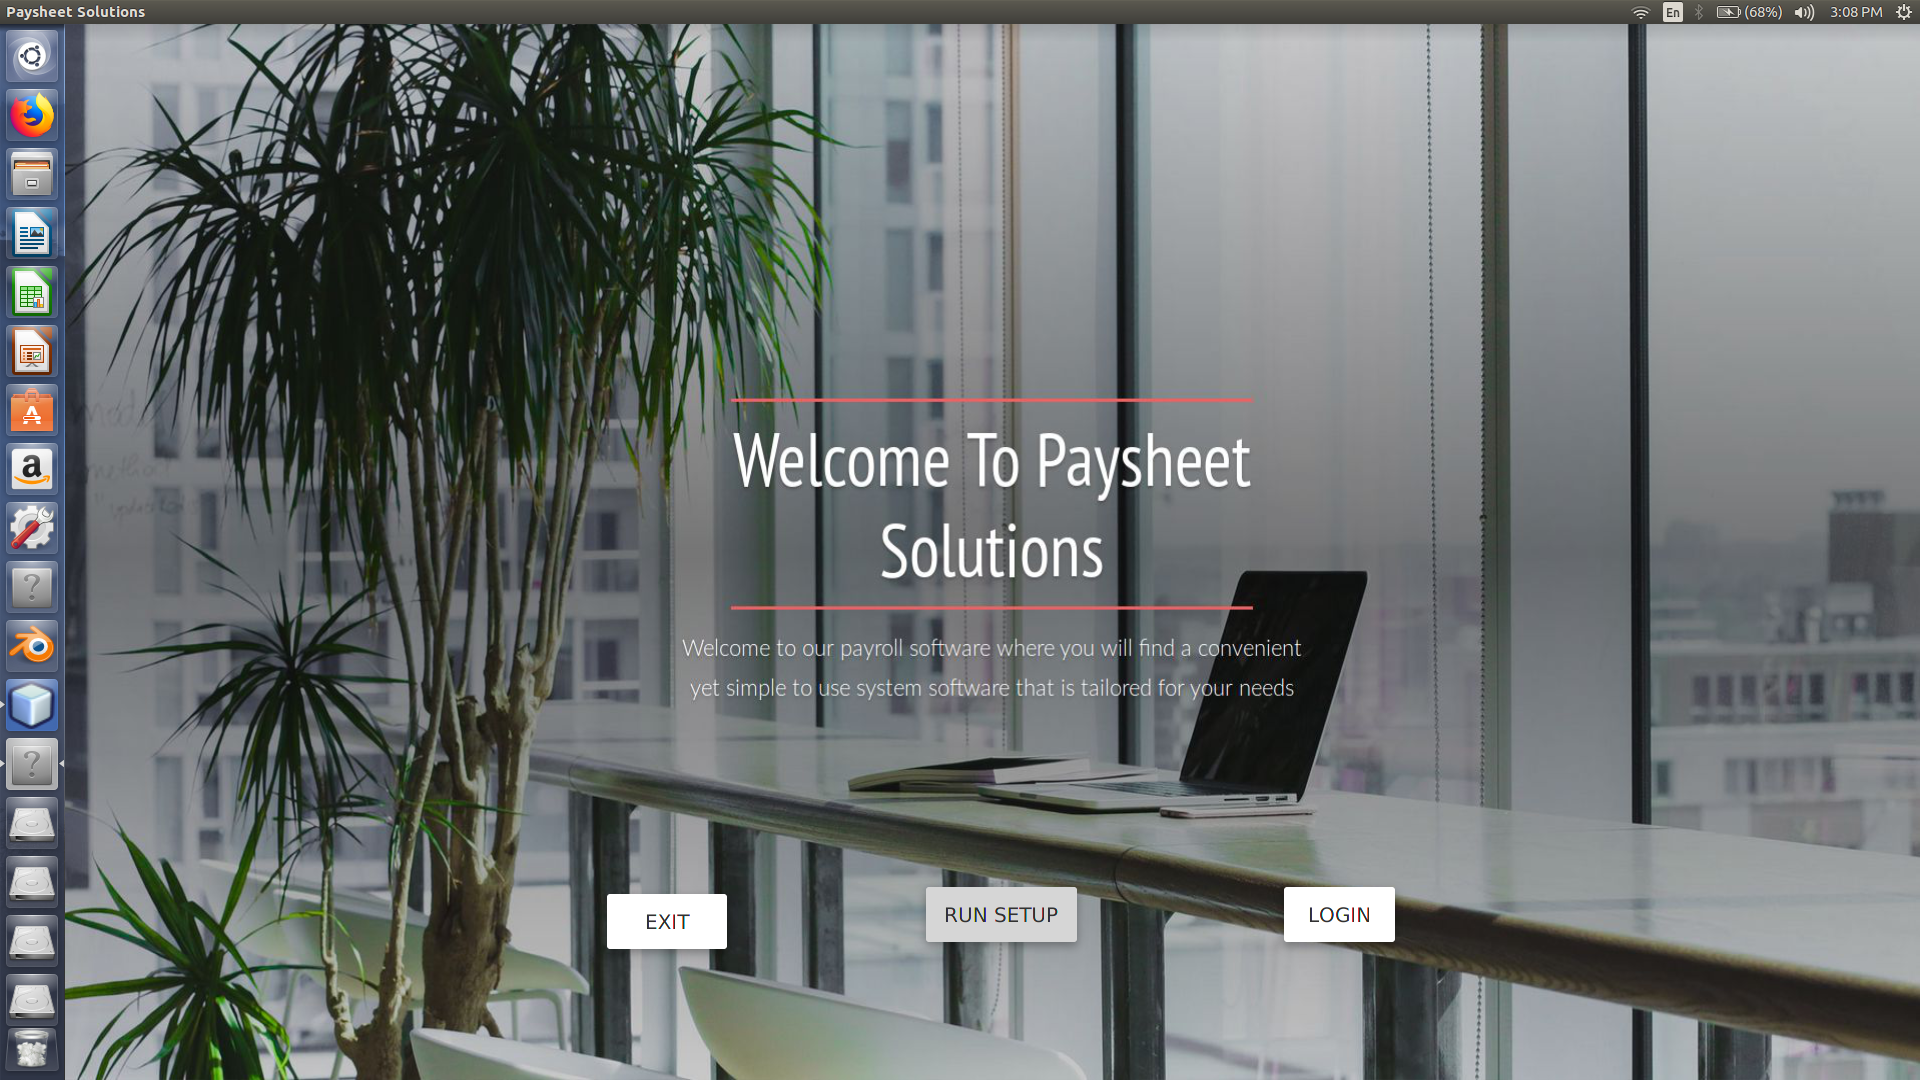 Paysheet Solutions
En
(68%)
3:08 PM
Welcome To Paysheet
Solutions
Welcome to our payroll software where you will find a convenient
yet simple to use system software that is tailored for your needs
EXIT
RUN SETUP
LOGIN